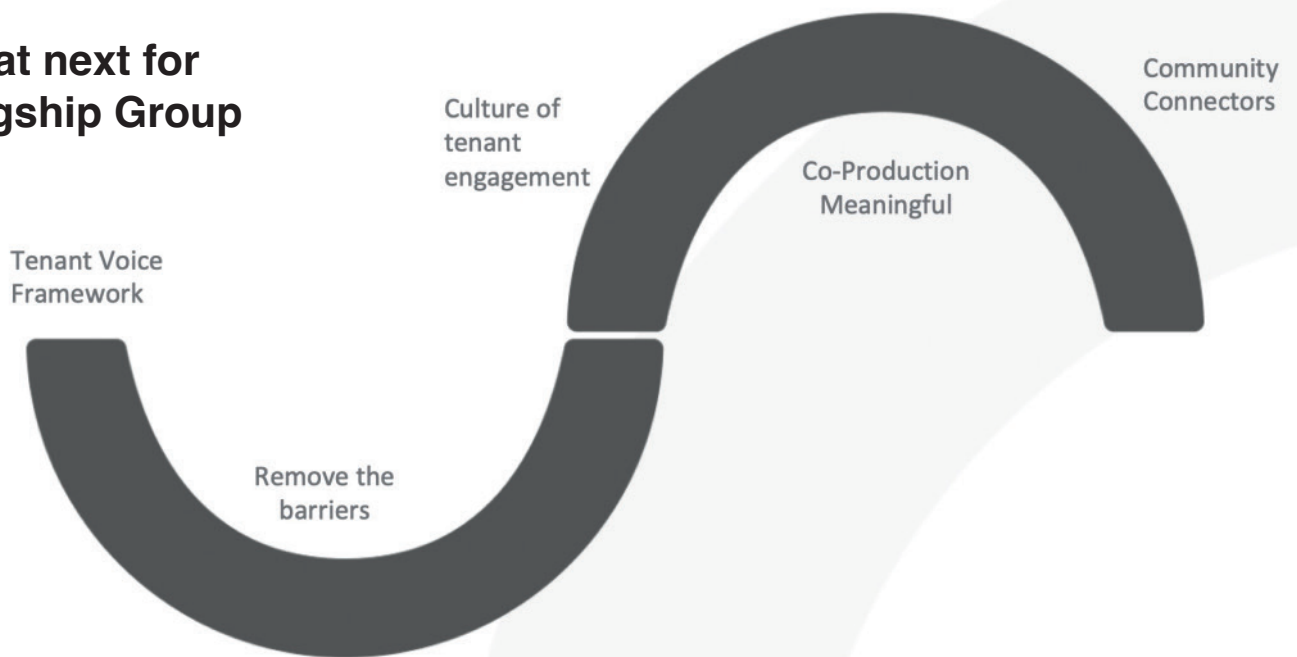 at next for
gship Group
Culture of
tenant
engagement
Community
Connectors
Co-Production
Meaningful
Tenant Voice
Framework
Remove the
barriers